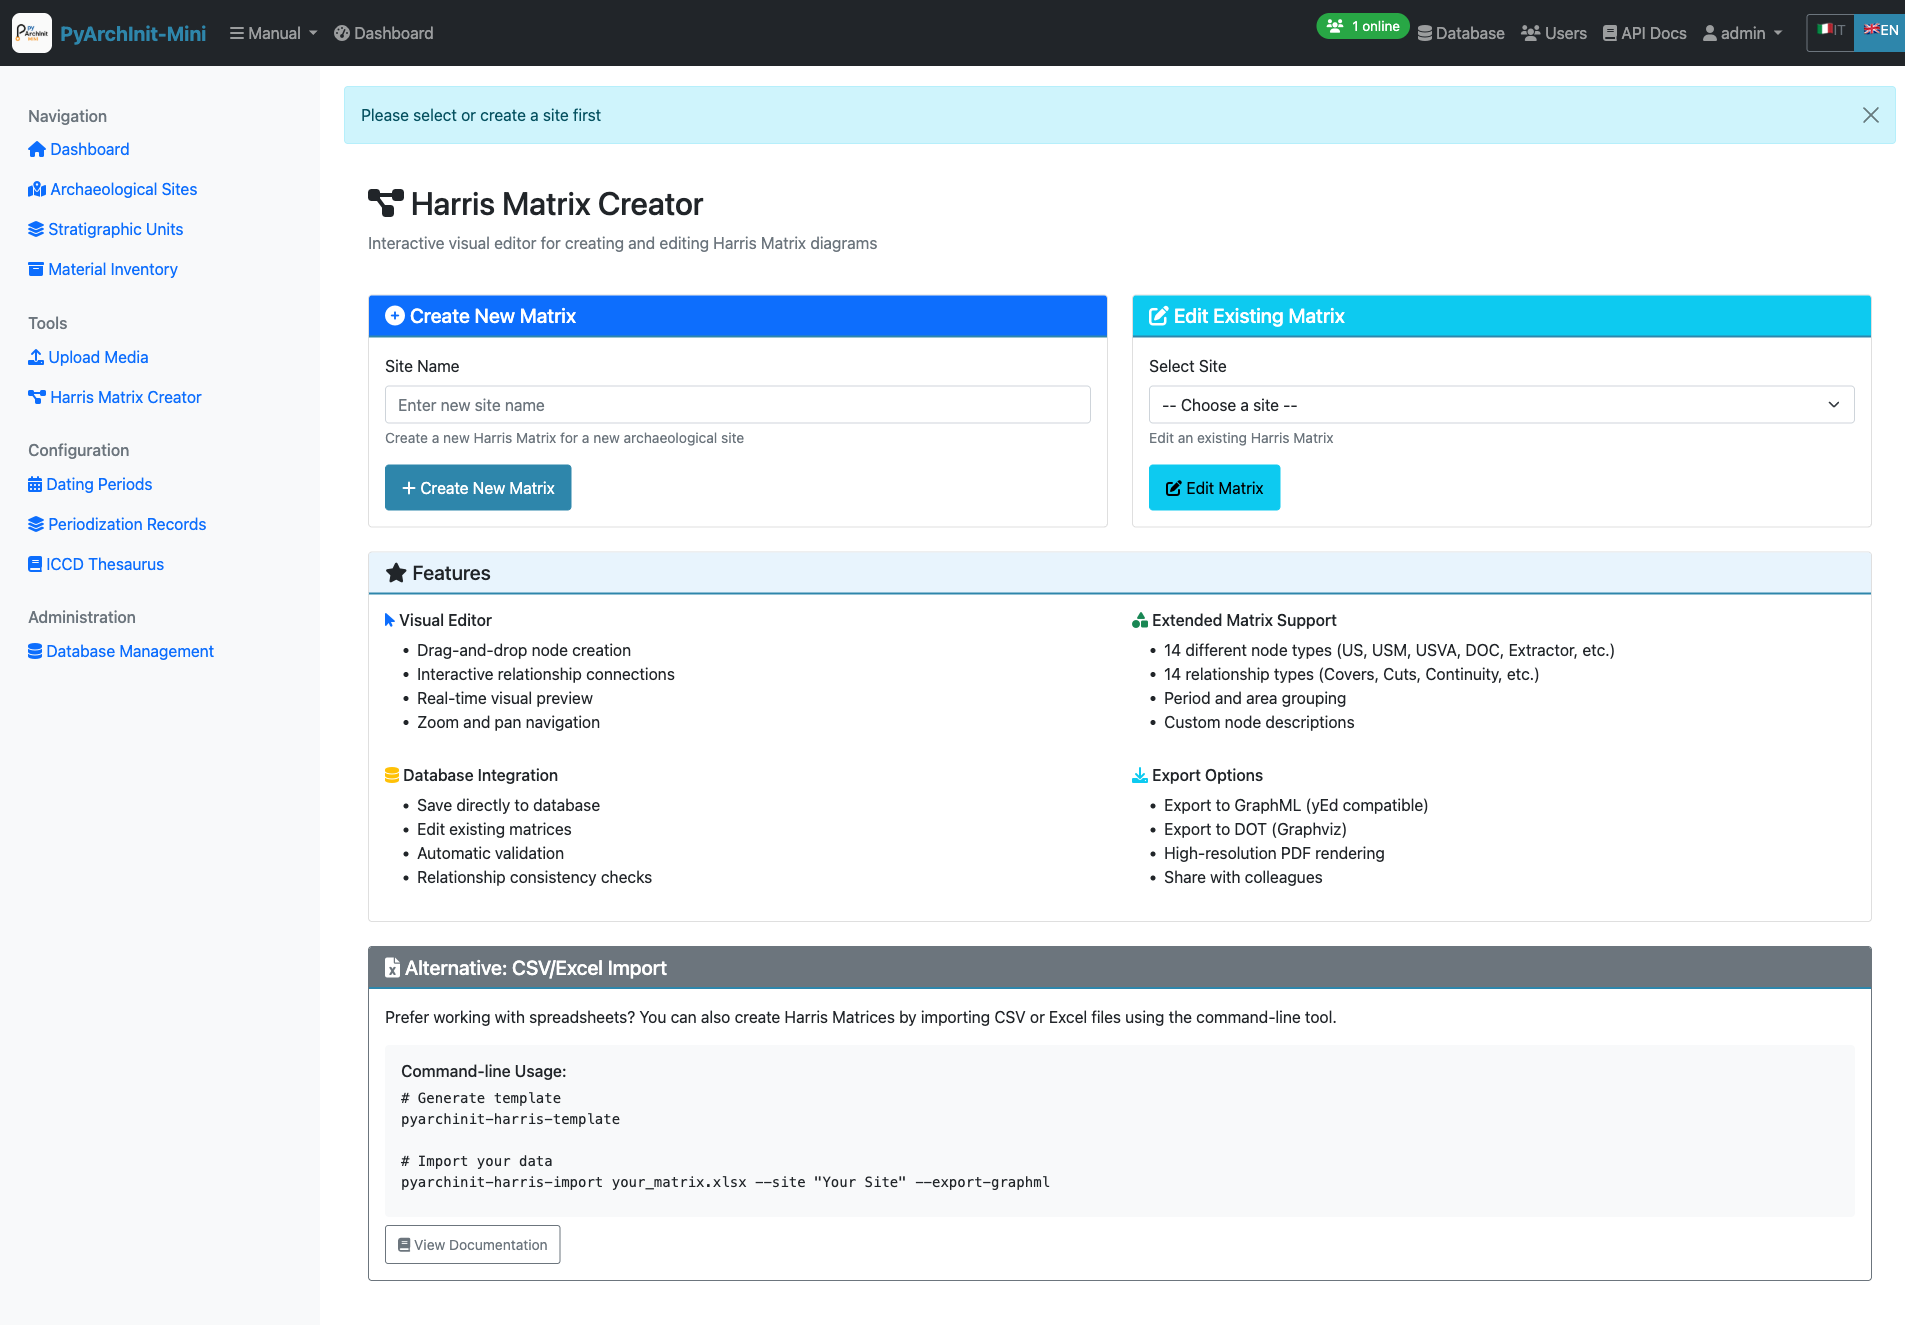 py
ArchInit
MINI
PyArchInit-Mini
Manual
Dashboard
1 online
Database
Users
API Docs
admin
IT
EN
Navigation
Dashboard
Archaeological Sites
Stratigraphic Units
Material Inventory
Tools
Upload Media
Harris Matrix Creator
Configuration
Dating Periods
Periodization Records
ICCD Thesaurus
Administration
Database Management
Please select or create a site first
Harris Matrix Creator
Interactive visual editor for creating and editing Harris Matrix diagrams
Create New Matrix
Site Name
Enter new site name
Create a new Harris Matrix for a new archaeological site
Create New Matrix
Edit Existing Matrix
Select Site
-- Choose a site --
Edit an existing Harris Matrix
Edit Matrix
Features
Visual Editor
• Drag-and-drop node creation
• Interactive relationship connections
• Real-time visual preview
• Zoom and pan navigation
Extended Matrix Support
• 14 different node types (US, USM, USVA, DOC, Extractor, etc.)
• 14 relationship types (Covers, Cuts, Continuity, etc.)
• Period and area grouping
• Custom node descriptions
Database Integration
• Save directly to database
• Edit existing matrices
• Automatic validation
• Relationship consistency checks
Export Options
• Export to GraphML (yEd compatible)
• Export to DOT (Graphviz)
• High-resolution PDF rendering
• Share with colleagues
Alternative: CSV/Excel Import
Prefer working with spreadsheets? You can also create Harris Matrices by importing CSV or Excel files using the command-line tool.
Command-line Usage:
# Generate template
pyarchinit-harris-template
# Import your data
pyarchinit-harris-import your_matrix.xlsx --site "Your Site" --export-graphml
View Documentation